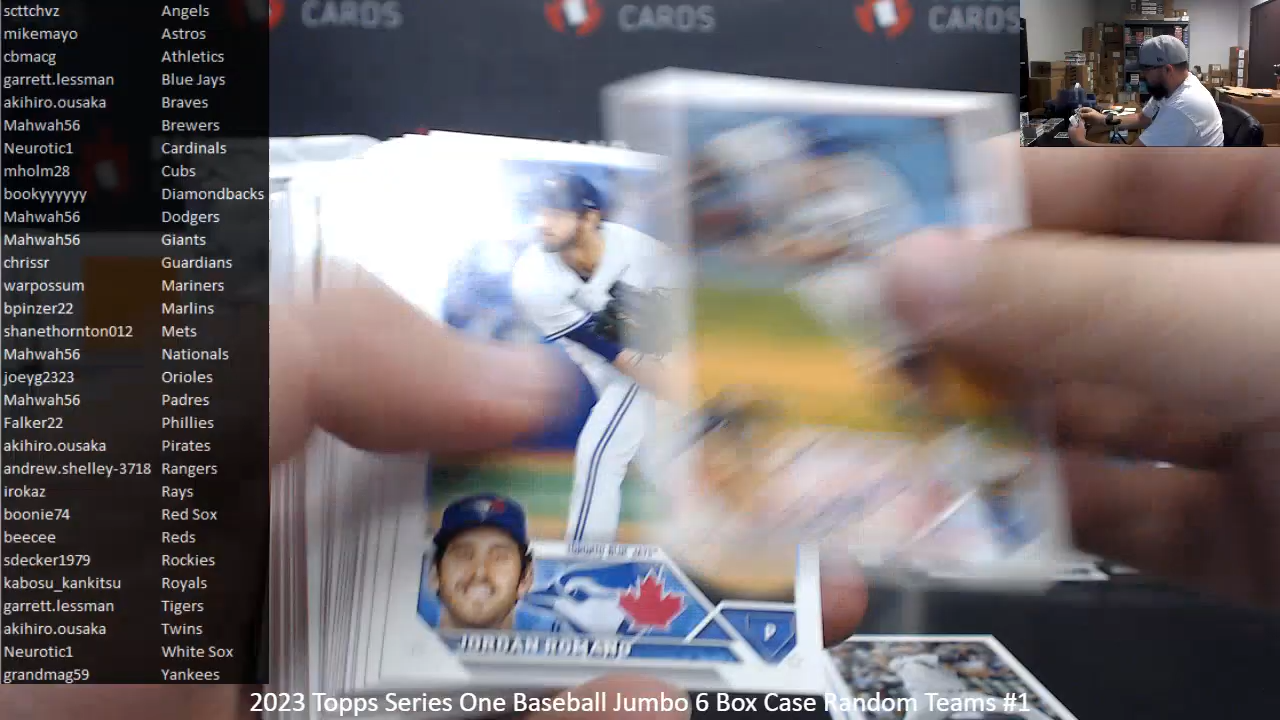 scttchvz Angels
mikemayo Astros
cbmacg Athletics
garrett.lessman Blue Jays
akihiro.ousaka Braves
Mahwah56 Brewers
Neurotic1 Cardinals
mholm28 Cubs
bookyyyyyy Diamondbacks
Mahwah56 Dodgers
Mahwah56 Giants
chrissr Guardians
warpossum Mariners
bpinzer22 Marlins
shanethornton012 Mets
Mahwah56 Nationals
joeyg2323 Orioles
Mahwah56 Padres
Falker22 Phillies
akihiro.ousaka Pirates
andrew.shelley-3718 Rangers
irokaz Rays
boonie74 Red Sox
beecee Reds
sdecker1979 Rockies
kabosu_kankitsu Royals
garrett.lessman Tigers
akihiro.ousaka Twins
Neurotic1 White Sox
grandmag59 Yankees
CARDS
CARDS
CARDS
TORONTO BLUE JAYS
JORDAN ROMANO
P
2023 Topps Series One Baseball Jumbo 6 Box Case Random Teams #1